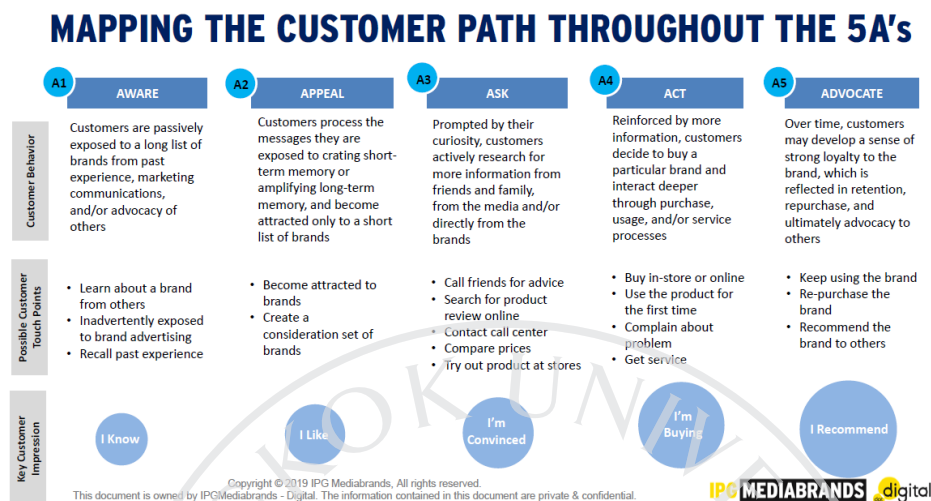 MAPPING THE CUSTOMER PATH THROUGHOUT THE 5A's
A1
AWARE
A2
APPEAL
A3
ASK
A4
ACT
A5
ADVOCATE
Customer Behavior
Customers are passively
exposed to a long list of
brands from past
experience, marketing
communications,
and/or advocacy of
others
Customers process the
messages they are
exposed to crating short-
term memory or
amplifying long-term
memory, and become
attracted only to a short
list of brands
Prompted by their
curiosity, customers
actively research for
more information from
friends and family,
from the media and/or
directly from the
brands
Reinforced by more
information, customers
decide to buy a
particular brand and
interact deeper
through purchase,
usage, and/or service
processes
Over time, customers
may develop a sense of
strong loyalty to the
brand, which is
reflected in retention,
repurchase, and
ultimately advocacy to
others
Possible Customer
Touch Points
• Learn about a brand
from others
• Inadvertently exposed
to brand advertising
• Recall past experience
• Become attracted to
brands
• Create a
consideration set of
brands
• Call friends for advice
• Search for product
review online
• Contact call center
• Compare prices
• Try out product at stores
• Buy in-store or online
• Use the product for
the first time
• Complain about
problem
• Get service
• Keep using the brand
• Re-purchase the
brand
• Recommend the
brand to others
Key Customer
Impression
I Know
I Like
I'm
Convinced
I'm
Buying
I Recommend
KOK UNIVE
Copyright © 2019 IPG Mediabrands, All rights reserved.
This document is owned by IPGMediabrands - Digital. The information contained in this document are private & confidential.
IPG MEDIABRANDS
digital